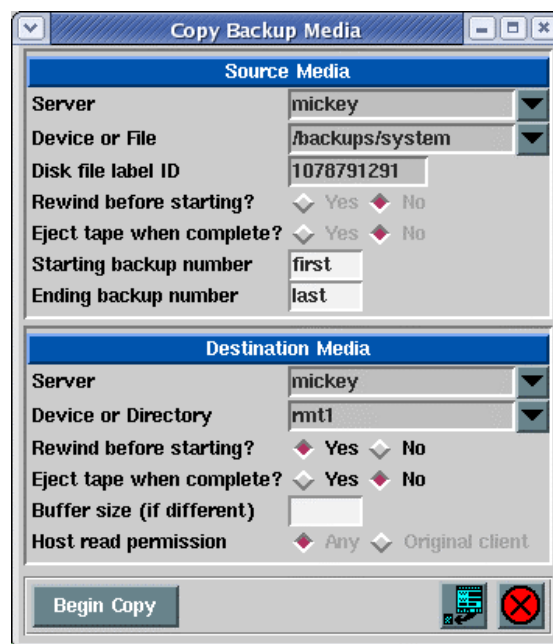 Copy Backup Media
Source Media
Server mickey
Device or File /backups/system
Disk file label ID 1078791291
Rewind before starting? Yes No
Eject tape when complete? Yes No
Starting backup number first
Ending backup number last
Destination Media
Server mickey
Device or Directory rmt1
Rewind before starting? Yes No
Eject tape when complete? Yes No
Buffer size (if different)
Host read permission Any Original client
Begin Copy